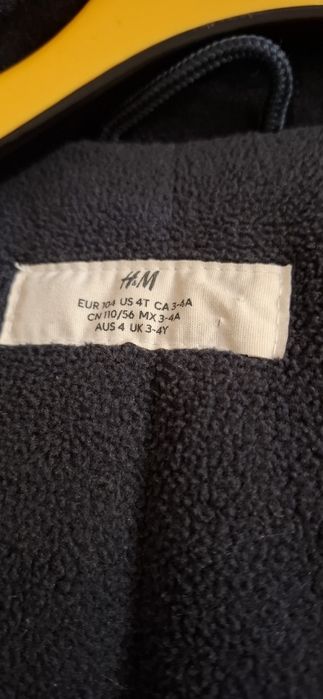 H&M
EUR 104 US 4T CA 3-4A
CN 110/56 MX 3-4A
AUS 4 UK 3-4Y